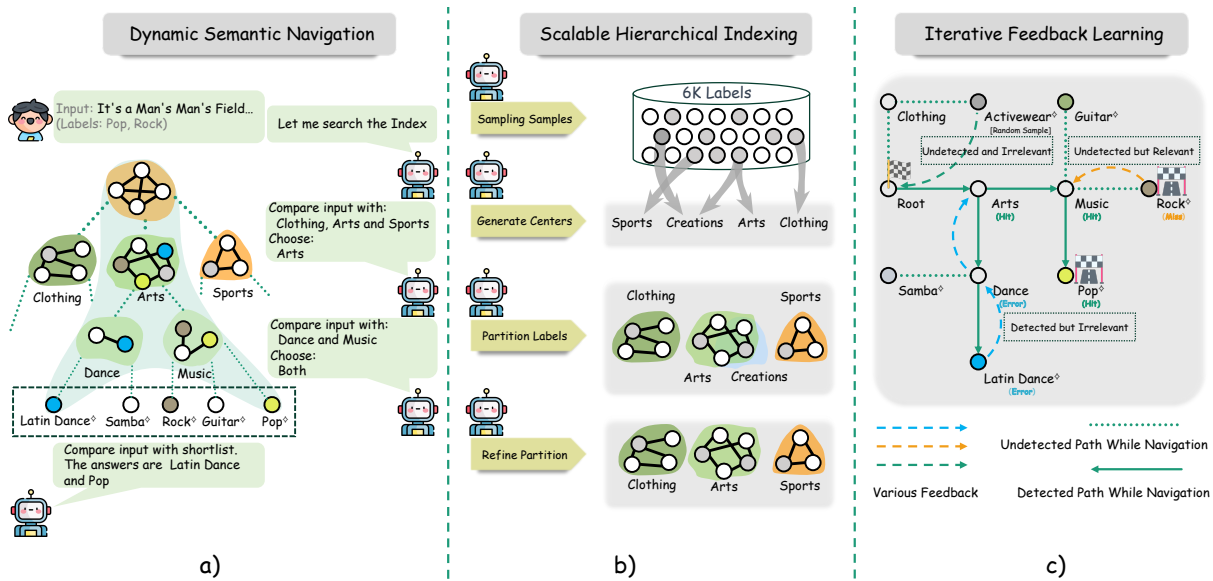 Dynamic Semantic Navigation
Input: It's a Man's Man's Field...
(Labels: Pop, Rock)
Let me search the Index
Compare input with:
Clothing, Arts and Sports
Choose:
Arts
Clothing
Arts
Sports
Compare input with:
Dance and Music
Choose:
Both
Dance
Music
Latin Dance◊
Samba◊
Rock◊
Guitar◊
Pop◊
Compare input with shortlist.
The answers are Latin Dance
and Pop
a)
Scalable Hierarchical Indexing
Sampling Samples
6K Labels
Generate Centers
Sports
Creations
Arts
Clothing
Partition Labels
Clothing
Sports
Arts
Creations
Refine Partition
Clothing
Arts
Sports
b)
Iterative Feedback Learning
Clothing
Activewear◊
[Random Sample]
Guitar◊
Undetected and Irrelevant
Undetected but Relevant
Root
Arts
(Hit)
Music
(Hit)
Rock◊
(Miss)
Samba◊
Dance
(Error)
Pop◊
(Hit)
Detected but Irrelevant
Latin Dance◊
(Error)
Undetected Path While Navigation
Various Feedback
Detected Path While Navigation
c)